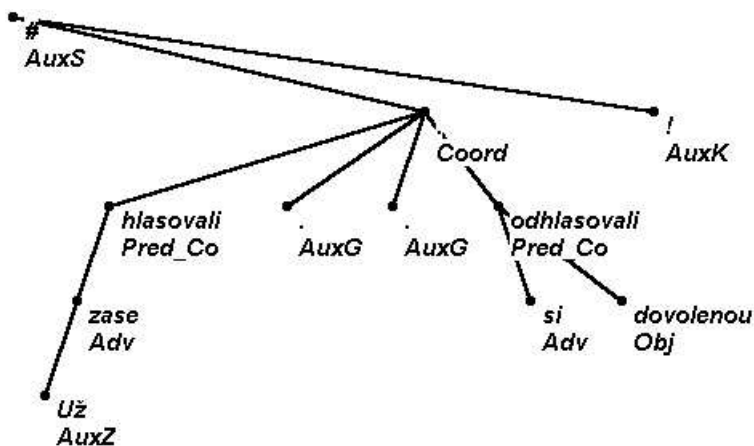 #
AuxS
.
Coord
!
AuxK
hlasovali
Pred_Co
.
AuxG
.
AuxG
odhlasovali
Pred_Co
zase
Adv
si
Adv
dovolenou
Obj
Už
AuxZ